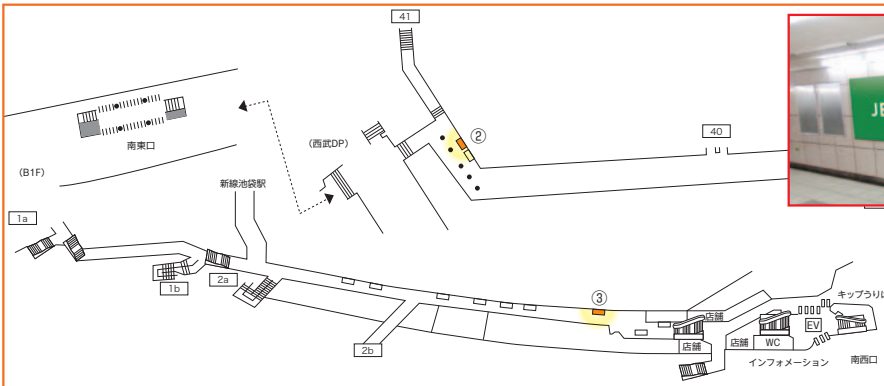 41
②
40
JE
南東口
(西武DP)
(B1F)
新線池袋駅
1a
1b
2a
③
キップうりば
店舗
EV
2b
店舗
店舗
WC
インフォメーション
南西口